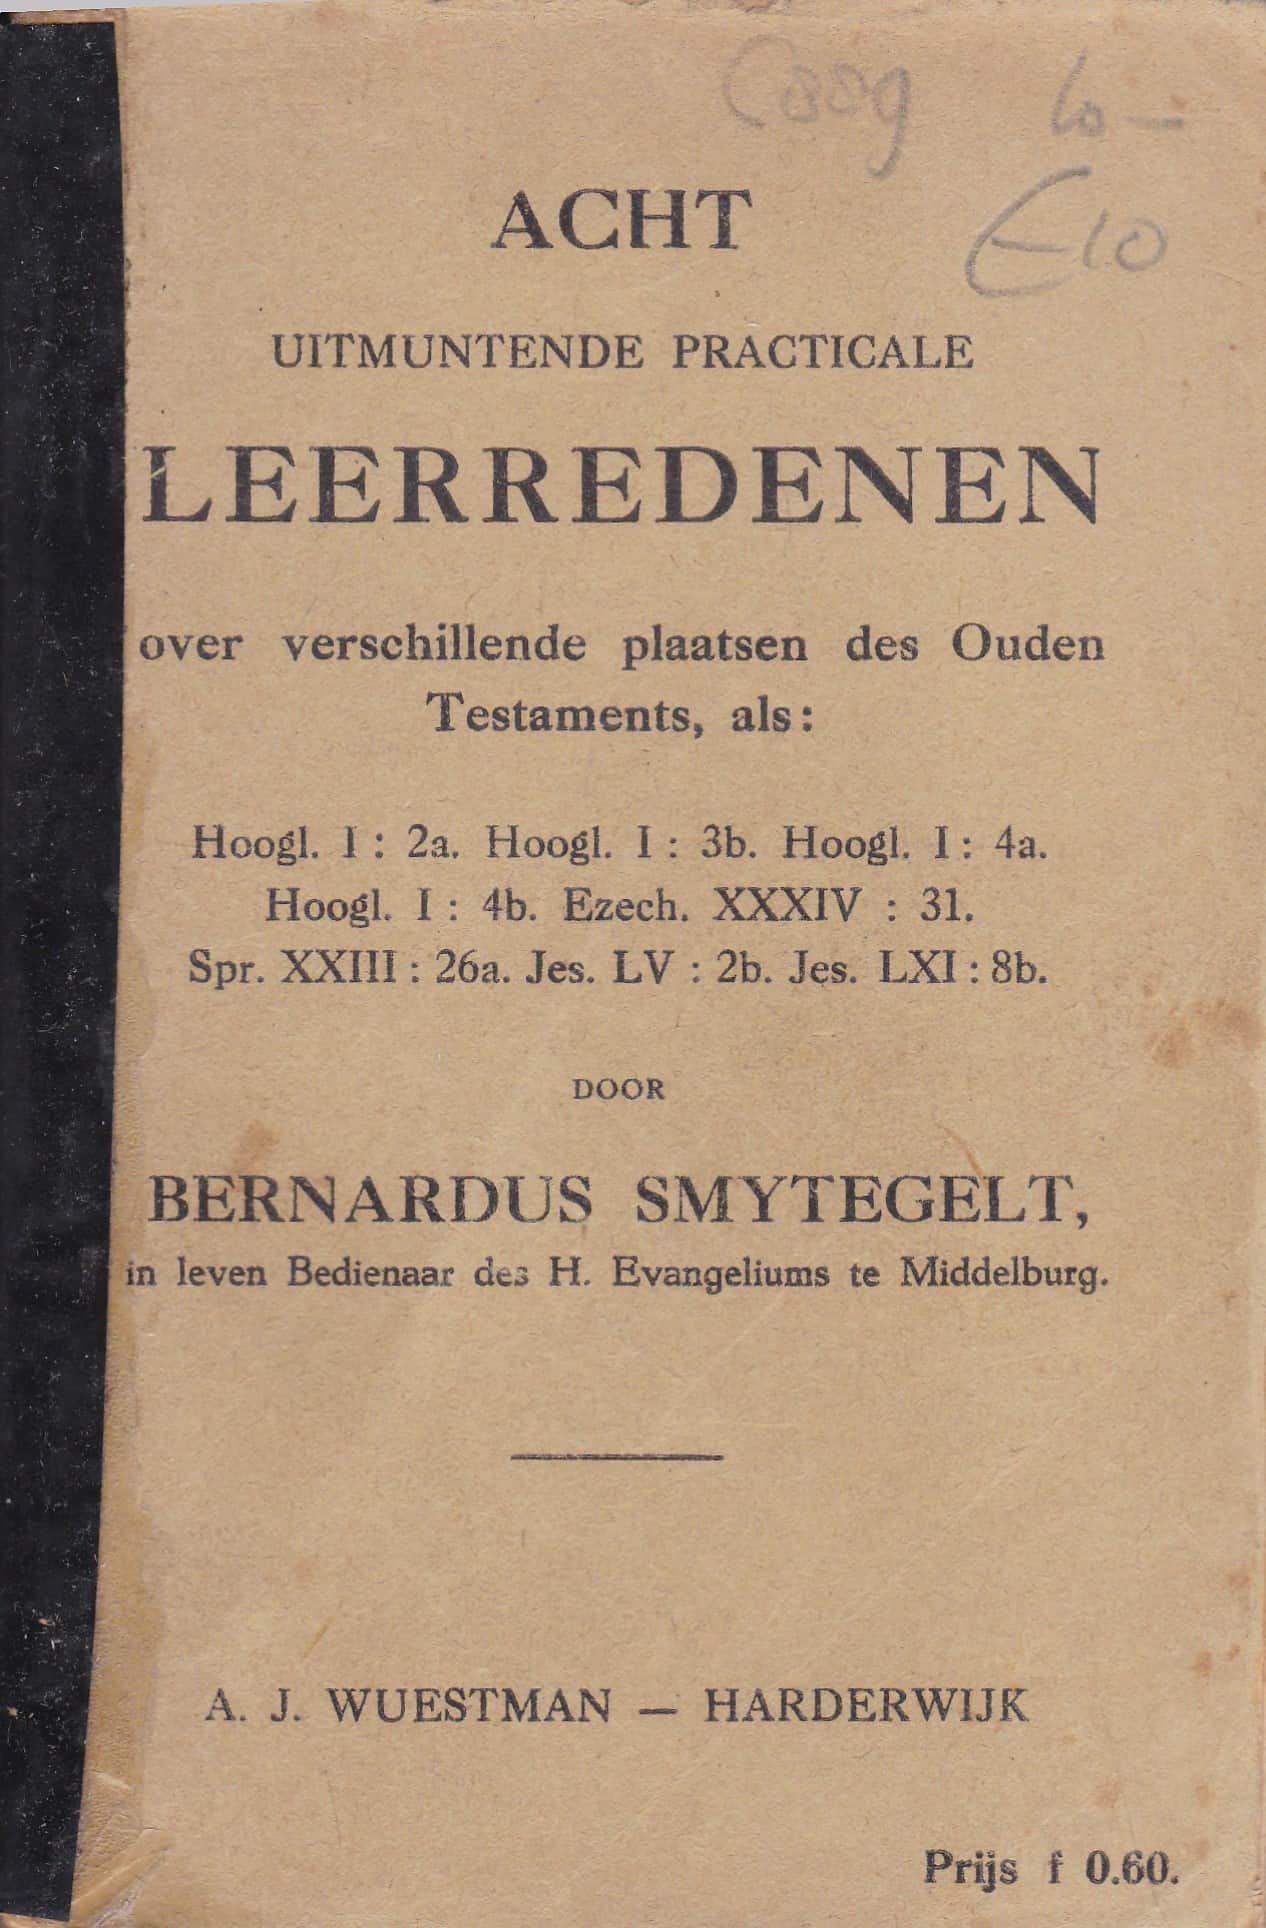 ACHT
€10
UITMUNTENDE PRACTICALE
LEERREDENEN
over verschillende plaatsen des Ouden
Testaments, als:
Hoogl. I : 2a. Hoogl. I : 3b. Hoogl. I : 4a.
Hoogl. I : 4b. Ezech. XXXIV : 31.
Spr. XXIII : 26a. Jes. LV : 2b. Jes. LXI : 8b.
DOOR
BERNARDUS SMYTEGELT,
in leven Bedienaar des H. Evangeliums te Middelburg.
A. J. WUESTMAN — HARDERWIJK
Prijs f 0.60.